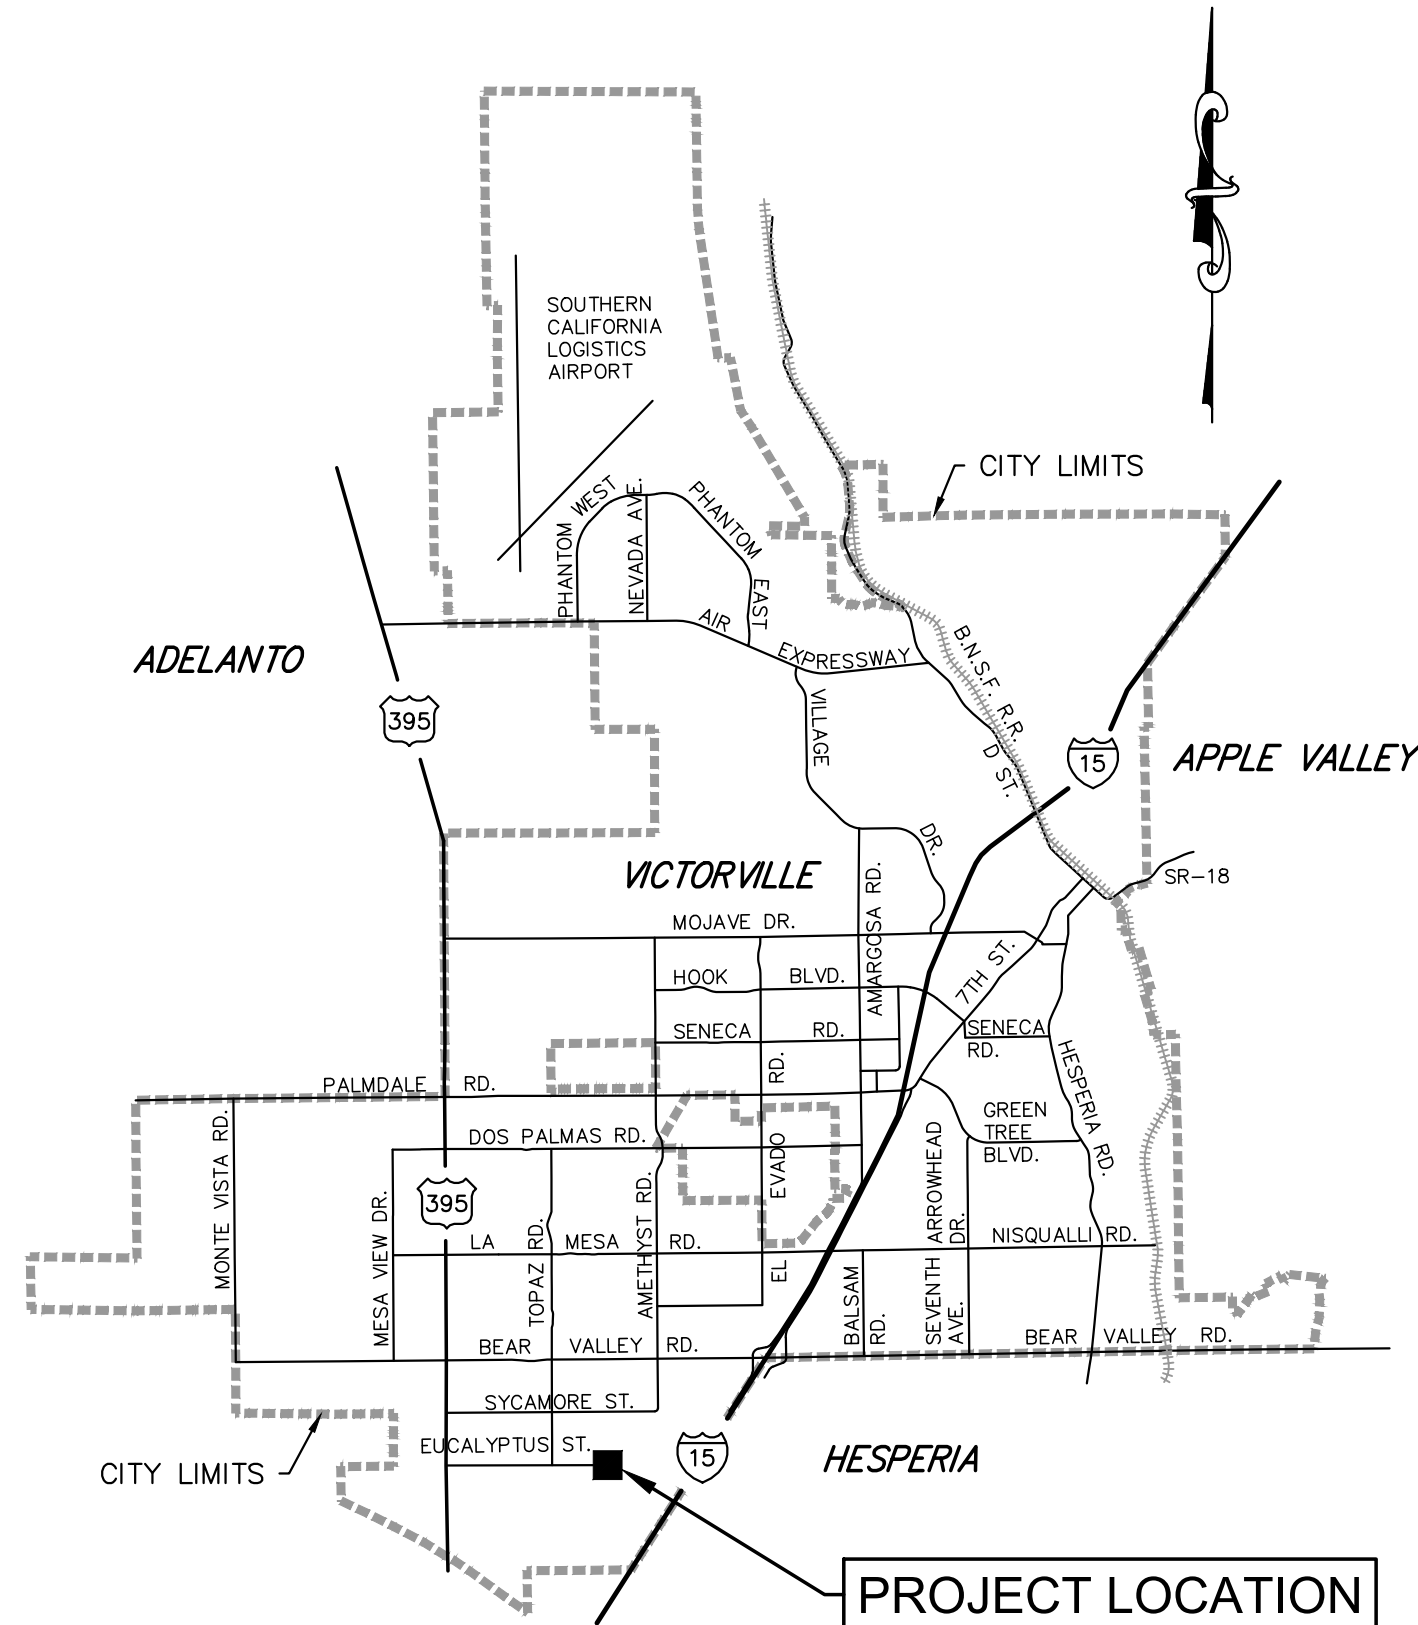 SOUTHERN
CALIFORNIA
LOGISTICS
AIRPORT
CITY LIMITS
PHANTOM WEST
NEVADA AVE.
PHANTOM EAST
AIR EXPRESSWAY
ADELANTO
395
B.N.S.F. R.R.
D ST.
VILLAGE DR.
15
APPLE VALLEY
VICTORVILLE
SR-18
MOJAVE DR.
AMARGOSA RD.
HOOK BLVD.
7TH ST.
SENECA RD.
SENECA
RD.
HESPERIA RD.
PALMDALE RD.
GREEN
TREE
BLVD.
DOS PALMAS RD.
MONTE VISTA RD.
MESA VIEW DR.
395
TOPAZ RD.
AMETHYST RD.
EL EVADO RD.
ARROWHEAD
DR.
LA MESA RD.
NISQUALLI RD.
BALSAM
RD.
SEVENTH
AVE.
BEAR VALLEY RD.
BEAR VALLEY RD.
SYCAMORE ST.
EUCALYPTUS ST.
15
HESPERIA
CITY LIMITS
PROJECT LOCATION